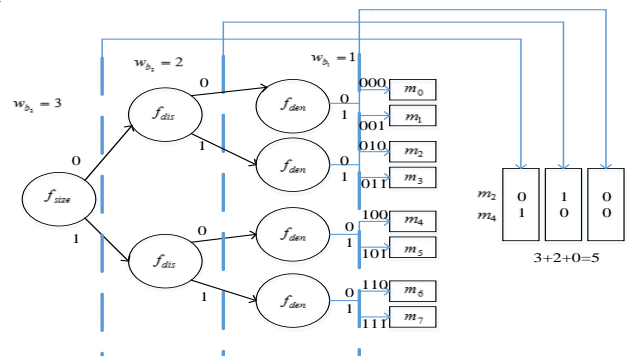 w_{b_3} = 3
w_{b_2} = 2
w_{b_1} = 1
f_{size}
0
1
f_{dis}
0
1
f_{dis}
0
1
f_{den}
0
1
f_{den}
0
1
f_{den}
0
1
f_{den}
0
1
000 m_0
001 m_1
010 m_2
011 m_3
100 m_4
101 m_5
110 m_6
111 m_7
m_2 0 1 0
m_4 1 0 0
3+2+0=5